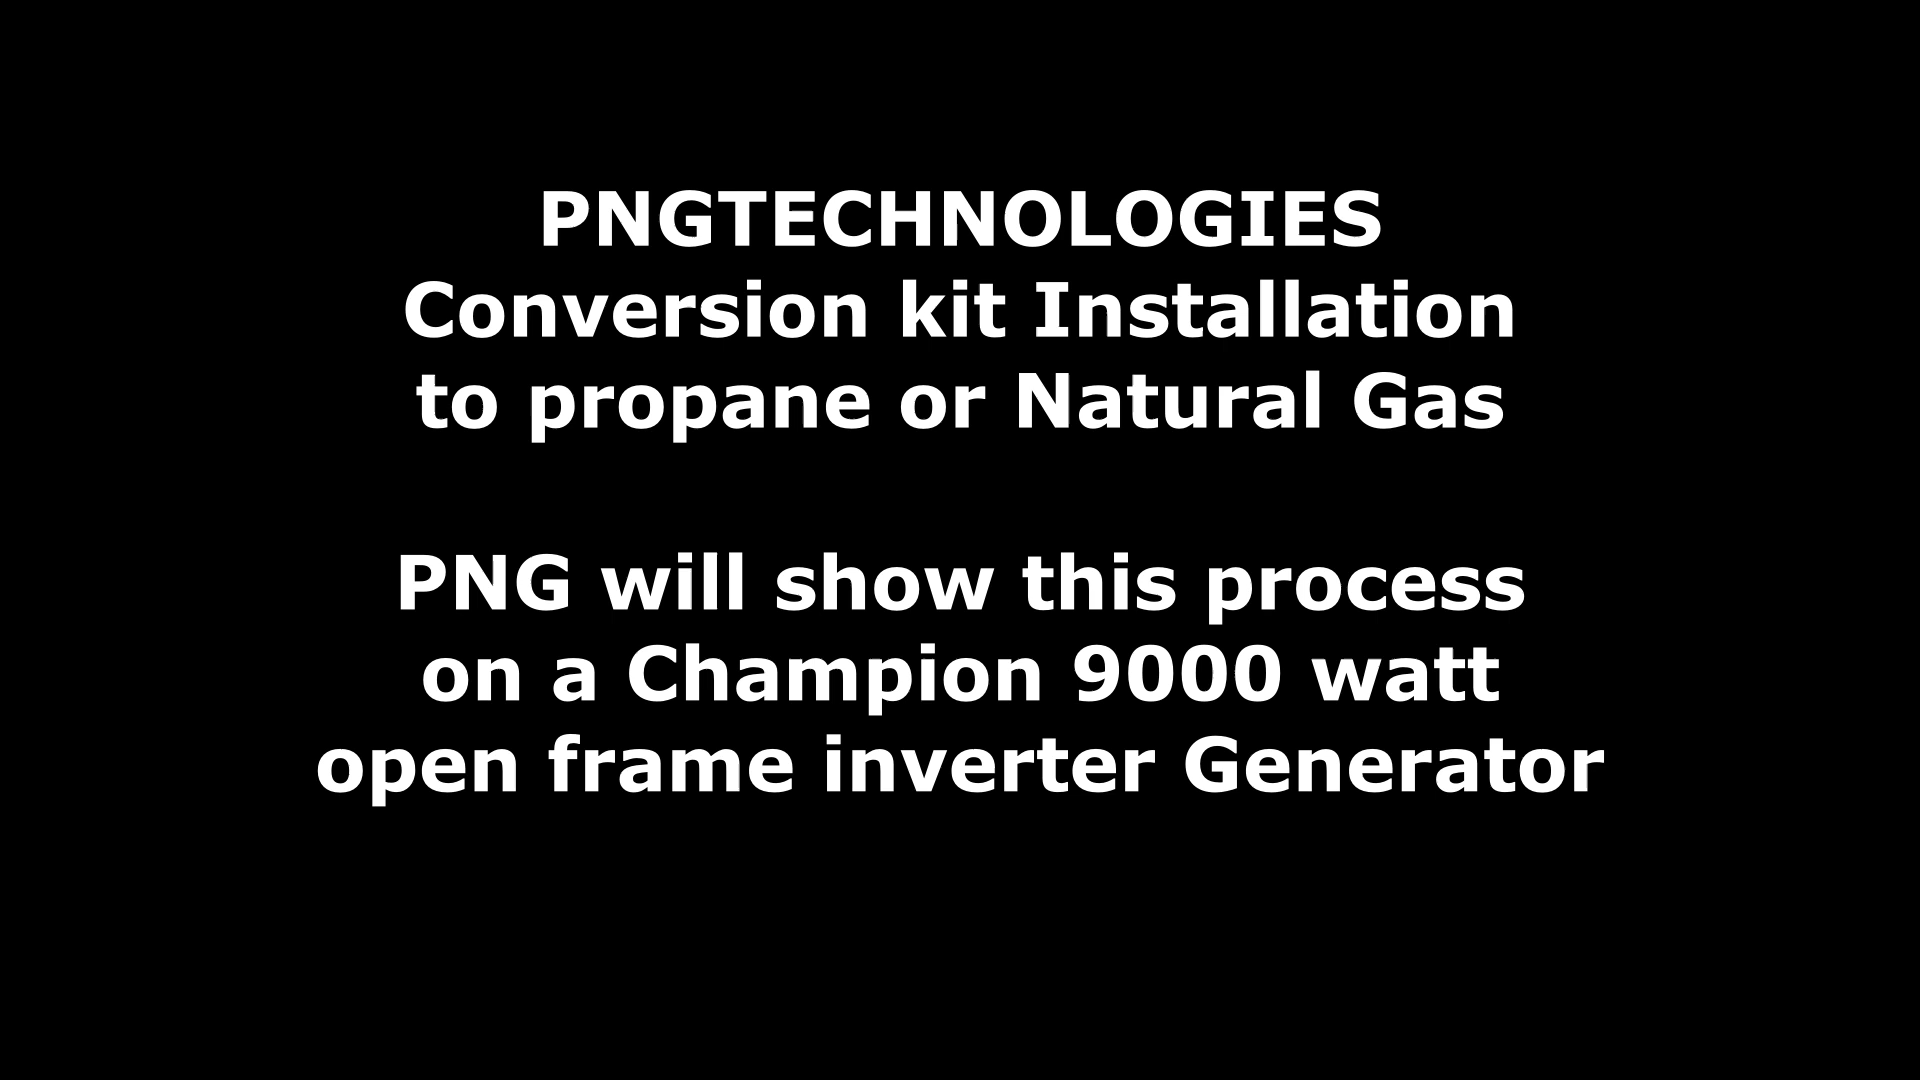 PNGTECHNOLOGIES
Conversion kit Installation
to propane or Natural Gas
PNG will show this process
on a Champion 9000 watt
open frame inverter Generator